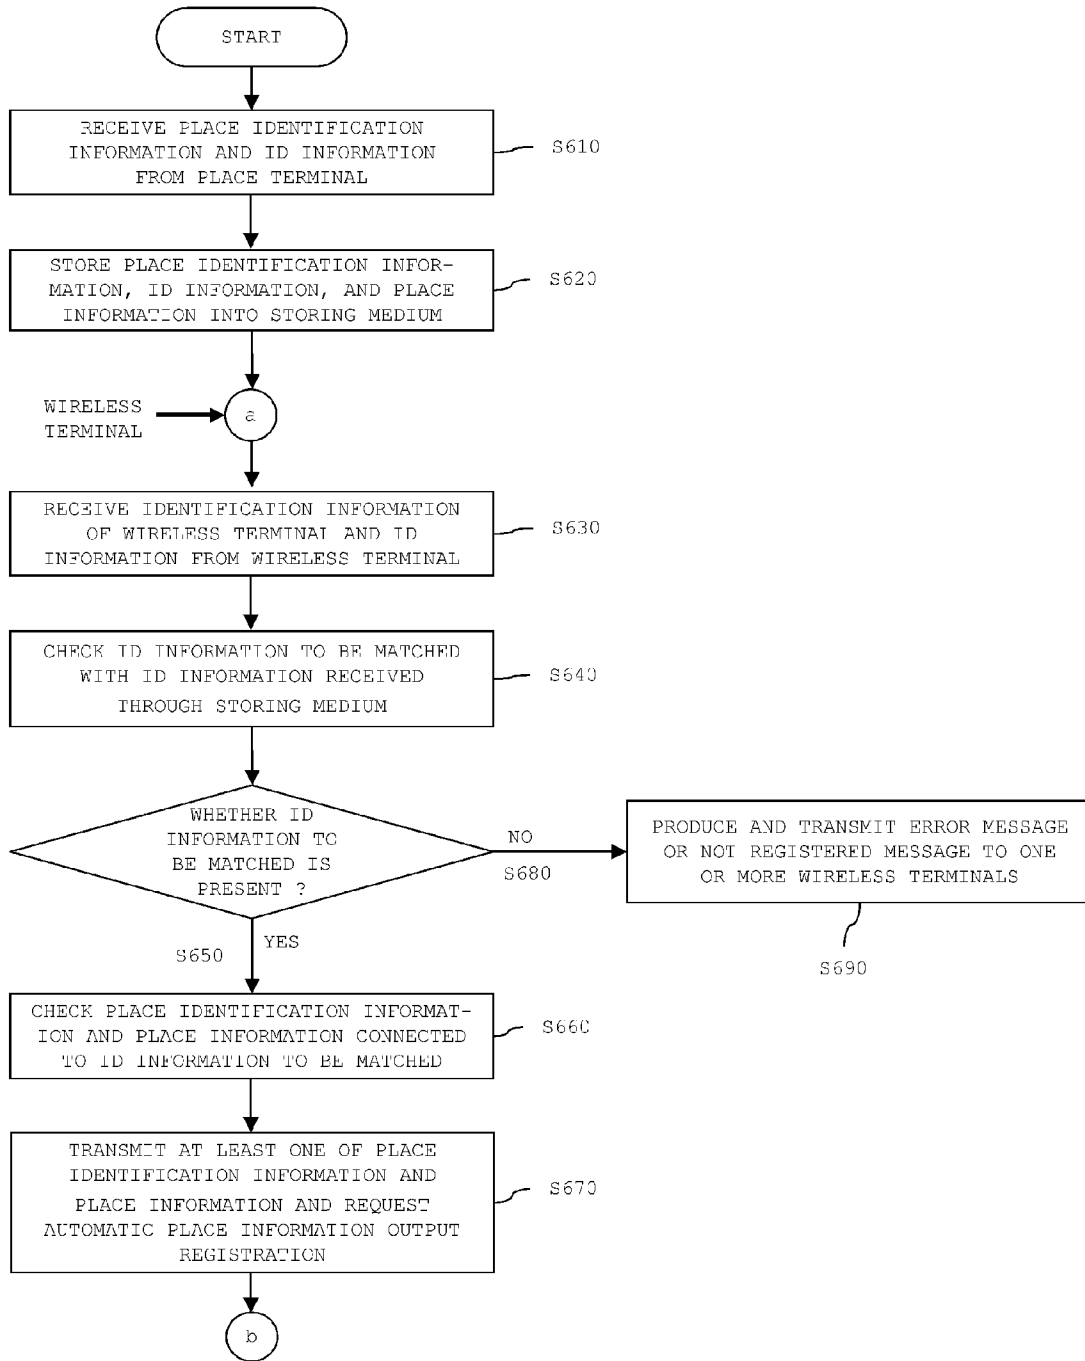 START
RECEIVE PLACE IDENTIFICATION
INFORMATION AND ID INFORMATION
FROM PLACE TERMINAL
S610
STORE PLACE IDENTIFICATION INFOR-
MATION, ID INFORMATION, AND PLACE
INFORMATION INTO STORING MEDIUM
S620
WIRELESS
TERMINAL
a
RECEIVE IDENTIFICATION INFORMATION
OF WIRELESS TERMINAL AND ID
INFORMATION FROM WIRELESS TERMINAL
S630
CHECK ID INFORMATION TO BE MATCHED
WITH ID INFORMATION RECEIVED
THROUGH STORING MEDIUM
S640
WHETHER ID
INFORMATION TO
BE MATCHED IS
PRESENT ?
NO
S680
PRODUCE AND TRANSMIT ERROR MESSAGE
OR NOT REGISTERED MESSAGE TO ONE
OR MORE WIRELESS TERMINALS
S690
S650
YES
CHECK PLACE IDENTIFICATION INFORMAT-
ION AND PLACE INFORMATION CONNECTED
TO ID INFORMATION TO BE MATCHED
S660
TRANSMIT AT LEAST ONE OF PLACE
IDENTIFICATION INFORMATION AND
PLACE INFORMATION AND REQUEST
AUTOMATIC PLACE INFORMATION OUTPUT
REGISTRATION
S670
b